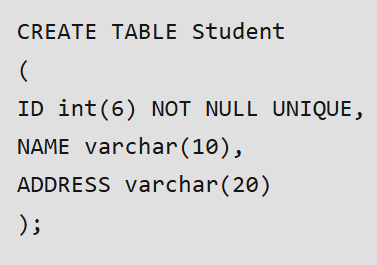 CREATE TABLE Student
(
ID int(6) NOT NULL UNIQUE,
NAME varchar(10),
ADDRESS varchar(20)
);